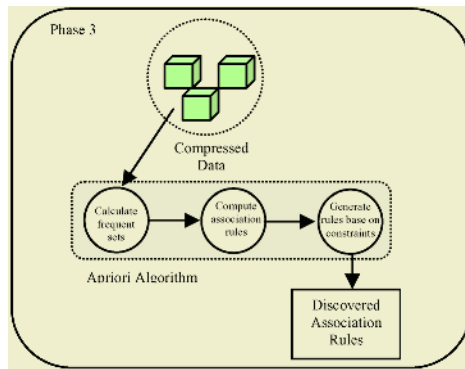 Phase 3
Compressed
Data
Calculate
frequent
sets
Compute
association
rules
Generate
rules base on
constraints
Apriori Algorithm
Discovered
Association
Rules